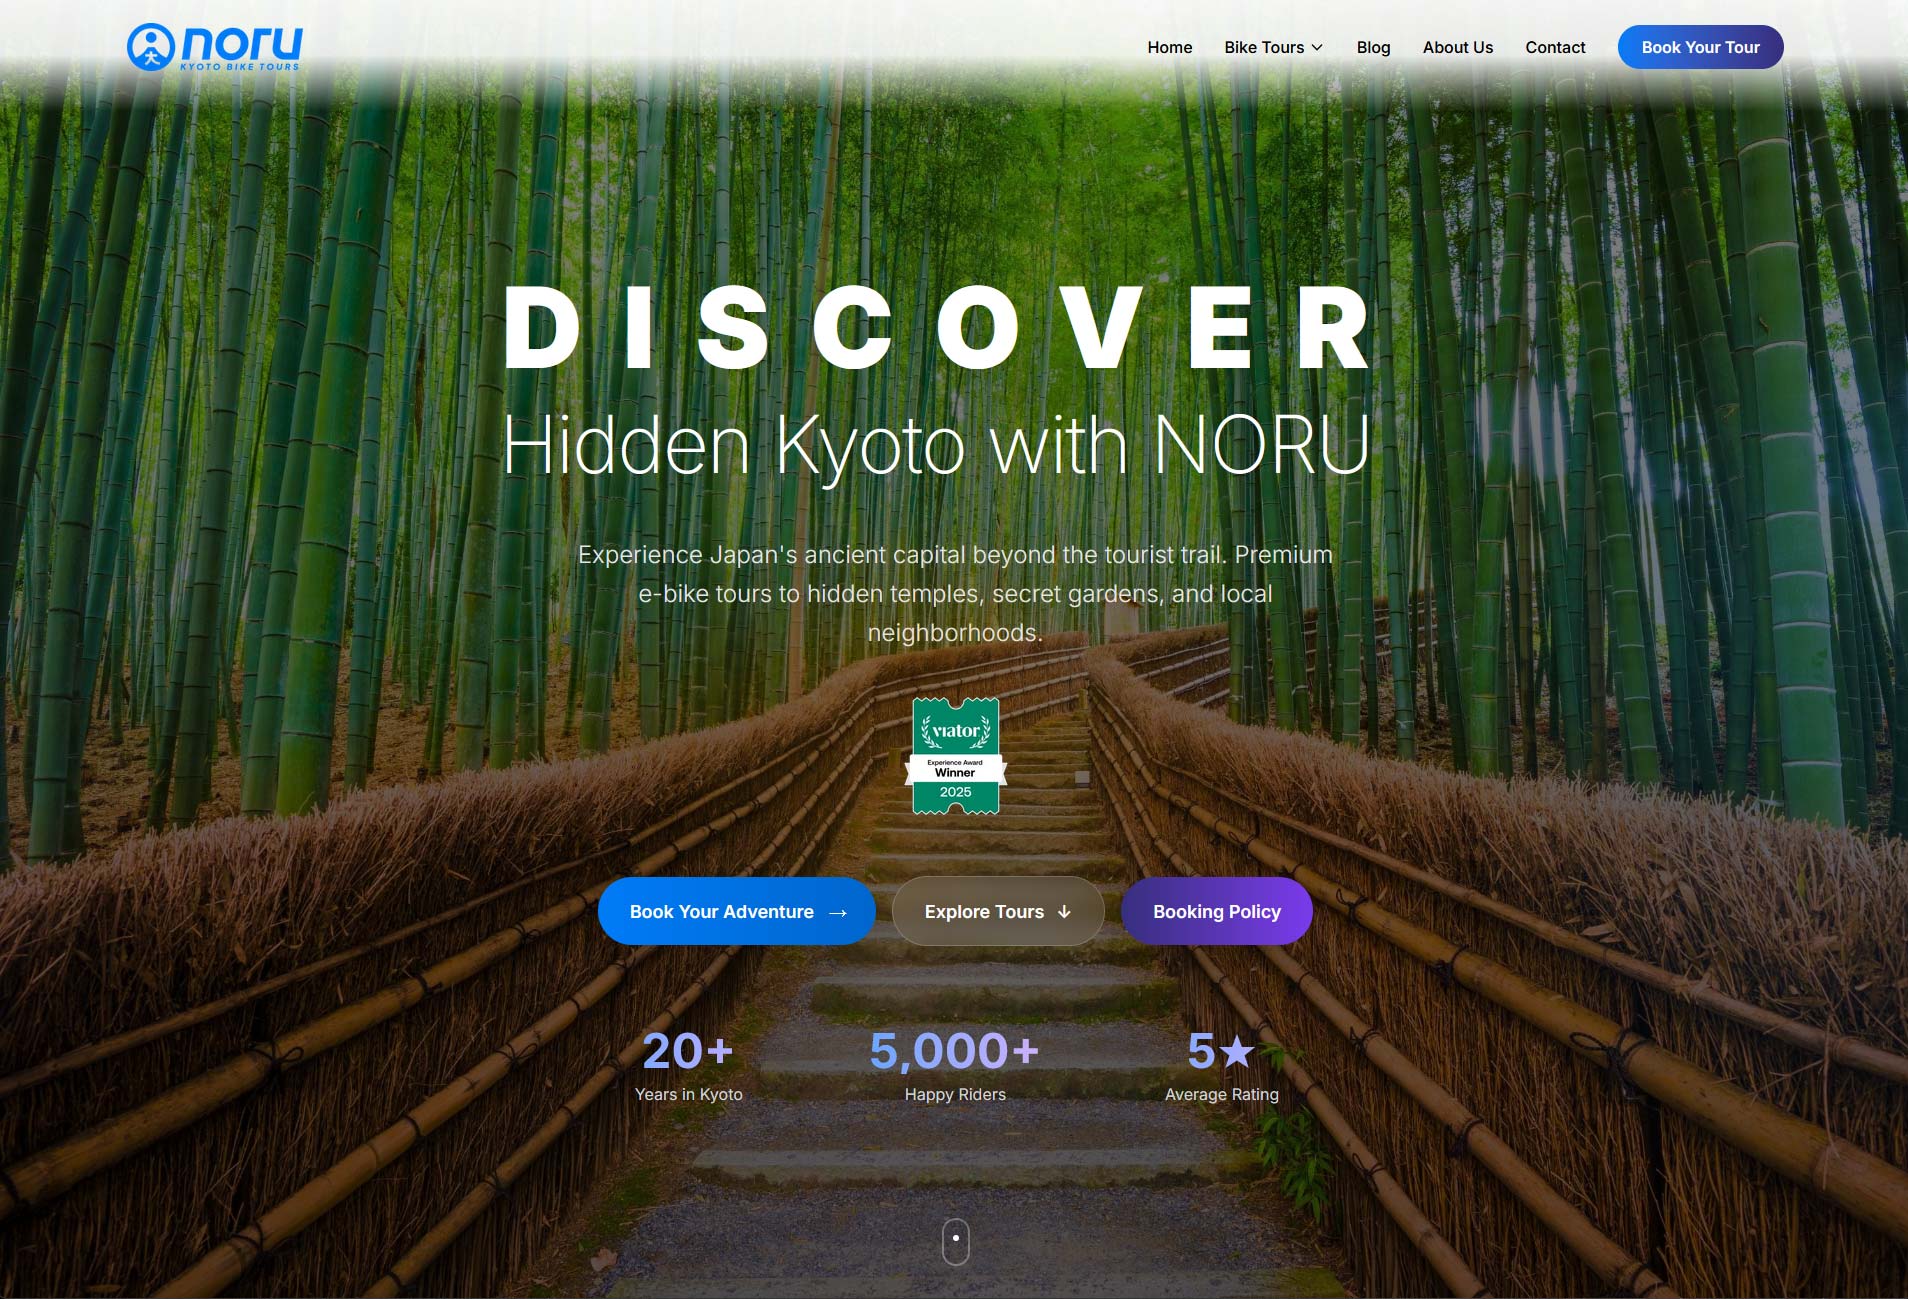 noru
KYOTO BIKE TOURS
Home Bike Tours Blog About Us Contact Book Your Tour
DISCOVER
Hidden Kyoto with NORU
Experience Japan's ancient capital beyond the tourist trail. Premium
e-bike tours to hidden temples, secret gardens, and local
neighborhoods.
viator
Experience Award
Winner
2025
Book Your Adventure → Explore Tours ↓ Booking Policy
20+ 5,000+ 5★
Years in Kyoto Happy Riders Average Rating